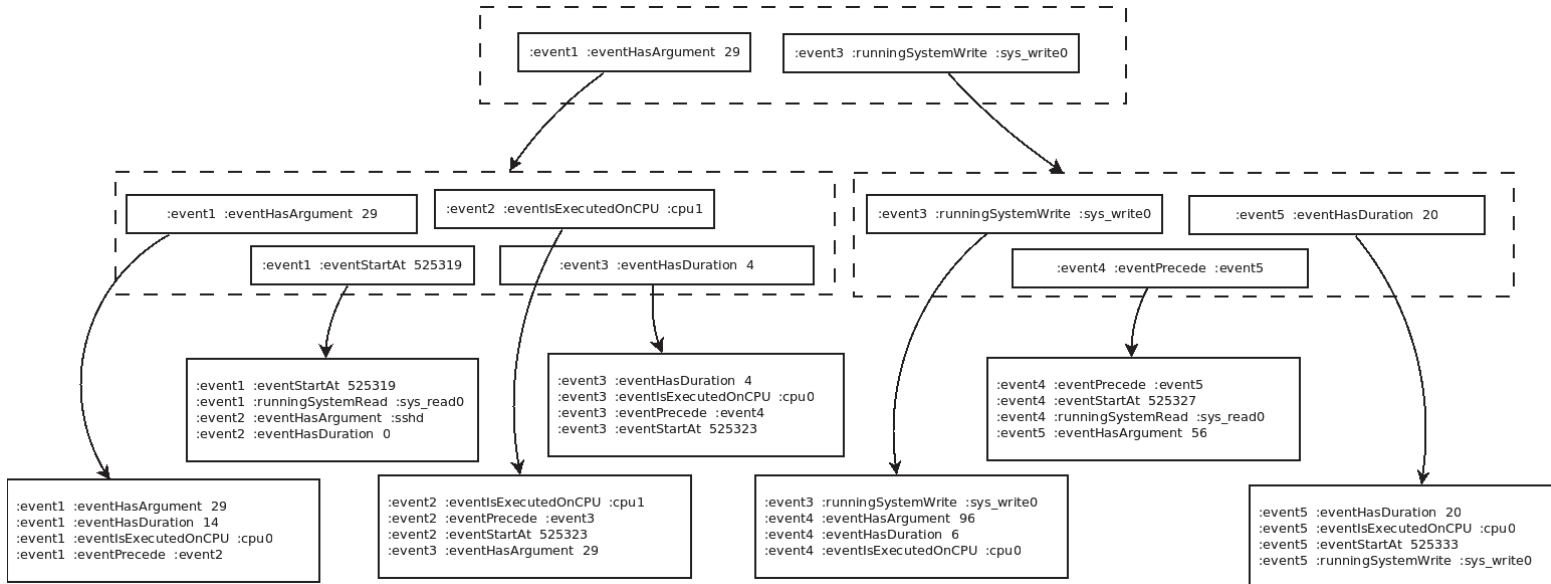 :event1 :eventHasArgument 29
:event3 :runningSystemWrite :sys_write0
:event1 :eventHasArgument 29
:event2 :eventIsExecutedOnCPU :cpu1
:event1 :eventStartAt 525319
:event3 :eventHasDuration 4
:event3 :runningSystemWrite :sys_write0
:event5 :eventHasDuration 20
:event4 :eventPrecede :event5
:event1 :eventStartAt 525319
:event1 :runningSystemRead :sys_read0
:event2 :eventHasArgument :sshd
:event2 :eventHasDuration 0
:event3 :eventHasDuration 4
:event3 :eventIsExecutedOnCPU :cpu0
:event3 :eventPrecede :event4
:event3 :eventStartAt 525323
:event4 :eventPrecede :event5
:event4 :eventStartAt 525327
:event4 :runningSystemRead :sys_read0
:event5 :eventHasArgument 56
:event1 :eventHasArgument 29
:event1 :eventHasDuration 14
:event1 :eventIsExecutedOnCPU :cpu0
:event1 :eventPrecede :event2
:event2 :eventIsExecutedOnCPU :cpu1
:event2 :eventPrecede :event3
:event2 :eventStartAt 525323
:event3 :eventHasArgument 29
:event3 :runningSystemWrite :sys_write0
:event4 :eventHasArgument 96
:event4 :eventHasDuration 6
:event4 :eventIsExecutedOnCPU :cpu0
:event5 :eventHasDuration 20
:event5 :eventIsExecutedOnCPU :cpu0
:event5 :eventStartAt 525333
:event5 :runningSystemWrite :sys_write0